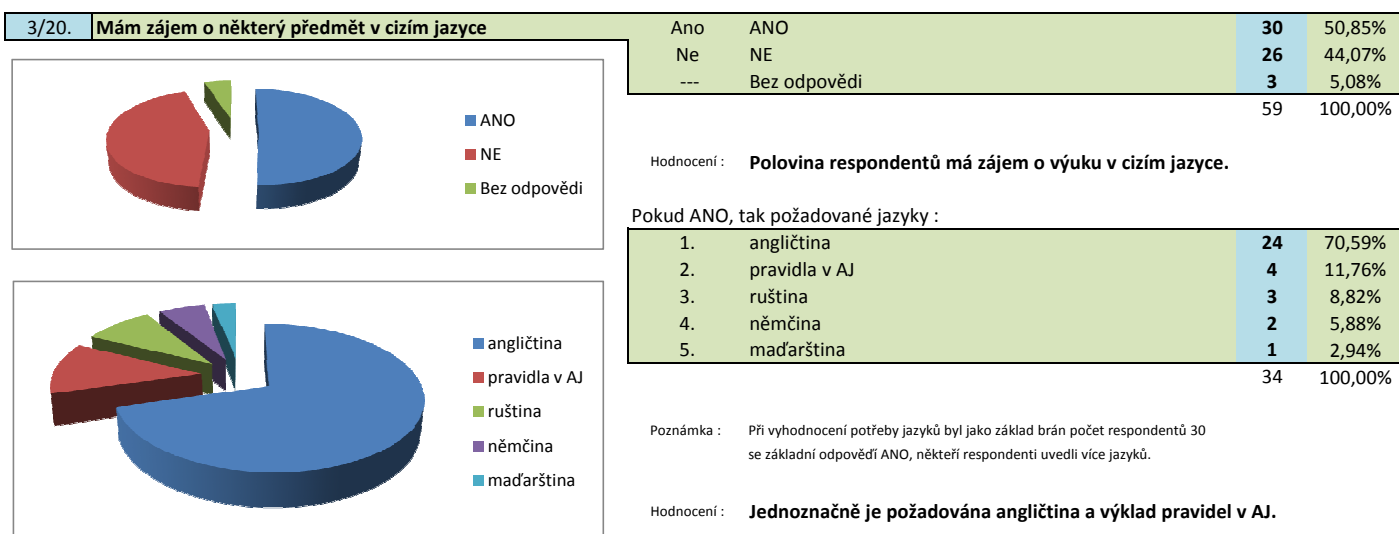 3/20. Mám zájem o některý předmět v cizím jazyce
Ano ANO 30 50,85%
Ne NE 26 44,07%
--- Bez odpovědi 3 5,08%
59 100,00%
ANO
NE
Bez odpovědi
Hodnocení : Polovina respondentů má zájem o výuku v cizím jazyce.
Pokud ANO, tak požadované jazyky :
1. angličtina 24 70,59%
2. pravidla v AJ 4 11,76%
3. ruština 3 8,82%
4. němčina 2 5,88%
5. maďarština 1 2,94%
34 100,00%
angličtina
pravidla v AJ
ruština
němčina
maďarština
Poznámka : Při vyhodnocení potřeby jazyků byl jako základ brán počet respondentů 30
se základní odpovědí ANO, někteří respondenti uvedli více jazyků.
Hodnocení : Jednoznačně je požadována angličtina a výklad pravidel v AJ.